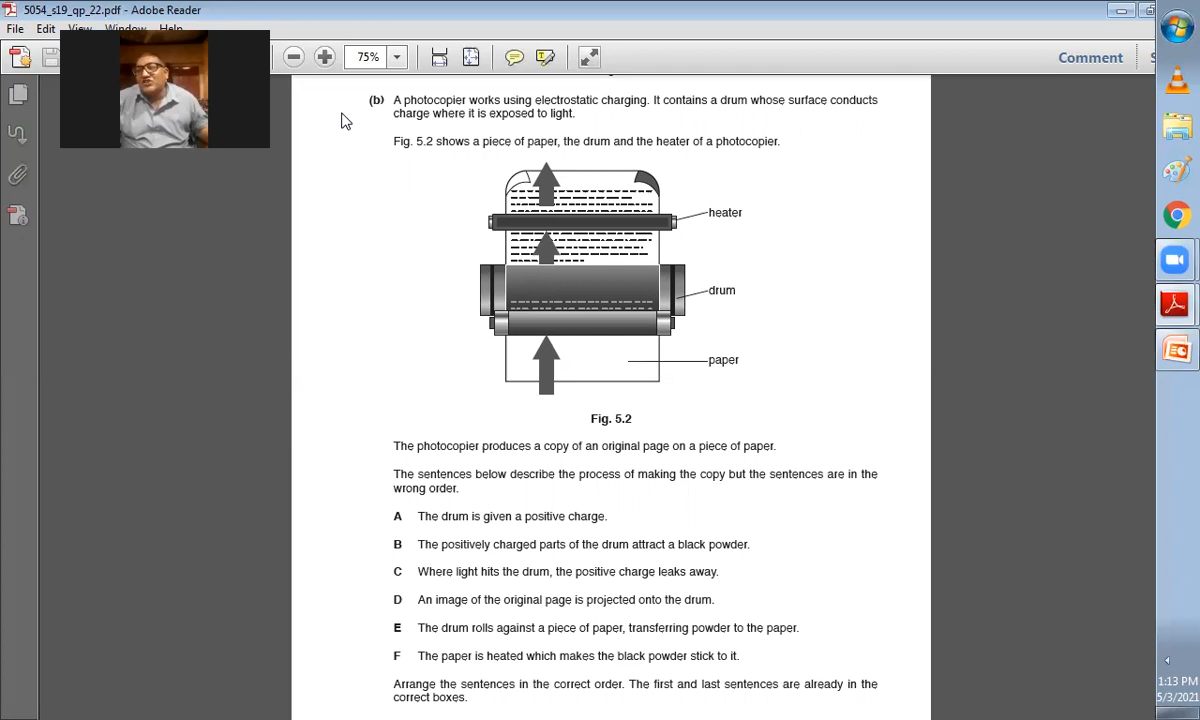 5054_s19_qp_22.pdf - Adobe Reader
File Edit View Window Help
75%
Comment
(b) A photocopier works using electrostatic charging. It contains a drum whose surface conducts
charge where it is exposed to light.
Fig. 5.2 shows a piece of paper, the drum and the heater of a photocopier.
heater
drum
paper
Fig. 5.2
The photocopier produces a copy of an original page on a piece of paper.
The sentences below describe the process of making the copy but the sentences are in the
wrong order.
A The drum is given a positive charge.
B The positively charged parts of the drum attract a black powder.
C Where light hits the drum, the positive charge leaks away.
D An image of the original page is projected onto the drum.
E The drum rolls against a piece of paper, transferring powder to the paper.
F The paper is heated which makes the black powder stick to it.
Arrange the sentences in the correct order. The first and last sentences are already in the
correct boxes.
1:13 PM
5/3/2021